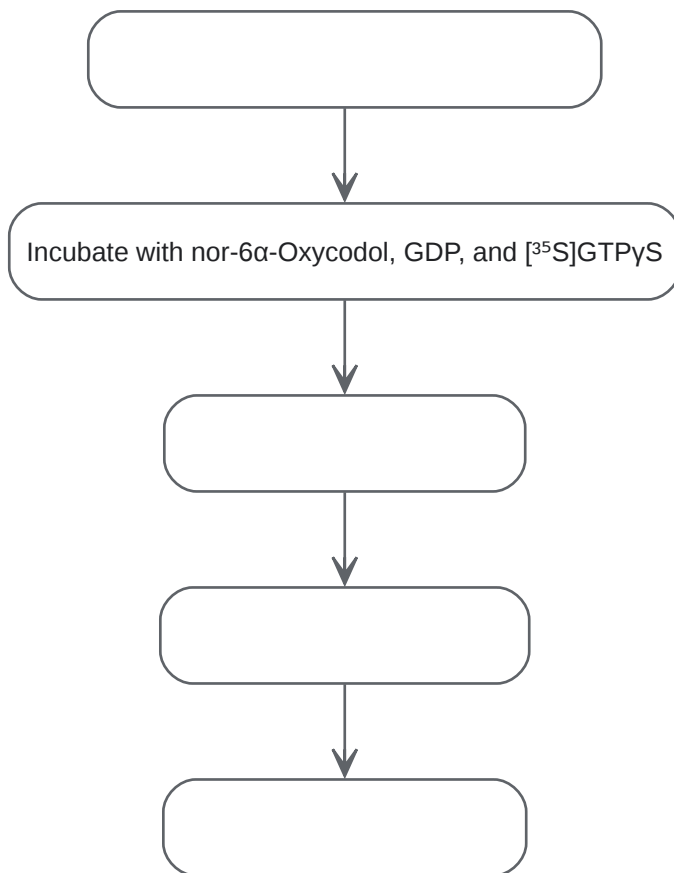 Incubate with nor-6α-Oxycodol, GDP, and [³⁵S]GTPγS